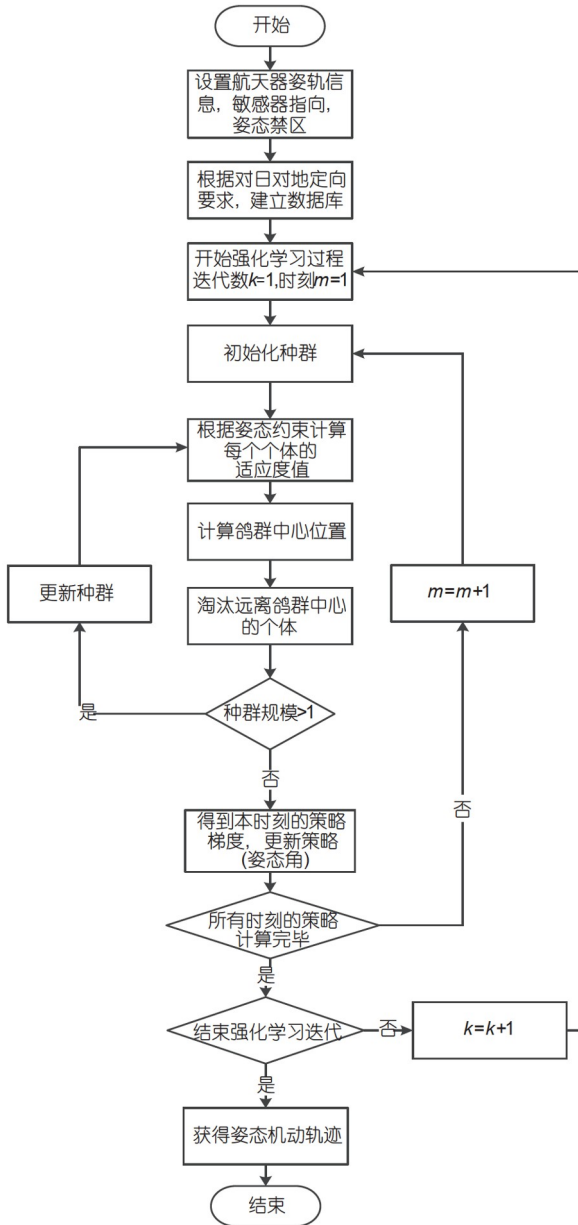 开始
设置航天器姿轨信
息，敏感器指向，
姿态禁区
根据对日对地定向
要求，建立数据库
开始强化学习过程
迭代数k=1,时刻m=1
初始化种群
根据姿态约束计算
每个个体的
适应度值
计算鸽群中心位置
更新种群
m=m+1
淘汰远离鸽群中心
的个体
是
种群规模>1
否
得到本时刻的策略
梯度，更新策略
(姿态角)
否
所有时刻的策略
计算完毕
是
结束强化学习迭代
否
k=k+1
是
获得姿态机动轨迹
结束